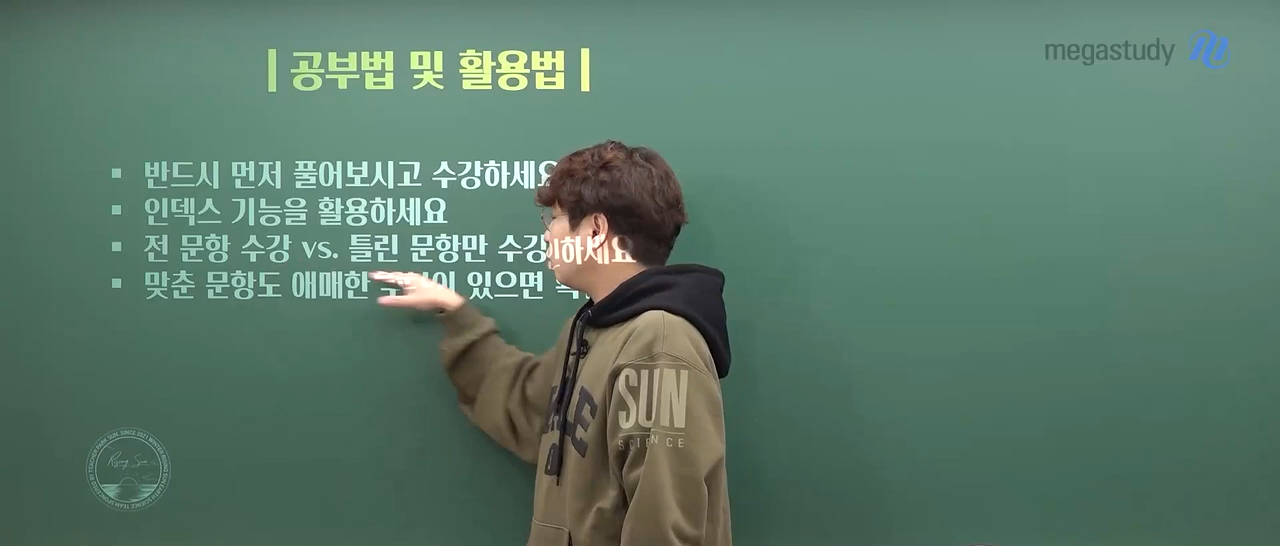 | 공부법 및 활용법 |
megastudy
▪ 반드시 먼저 풀어보시고 수강하세요
▪ 인덱스 기능을 활용하세요
▪ 전 문항 수강 vs. 틀린 문항만 수강
하세요
▪ 맞춘 문항도 애매한 있으면
SUN
SCIENCE
Rising Sun